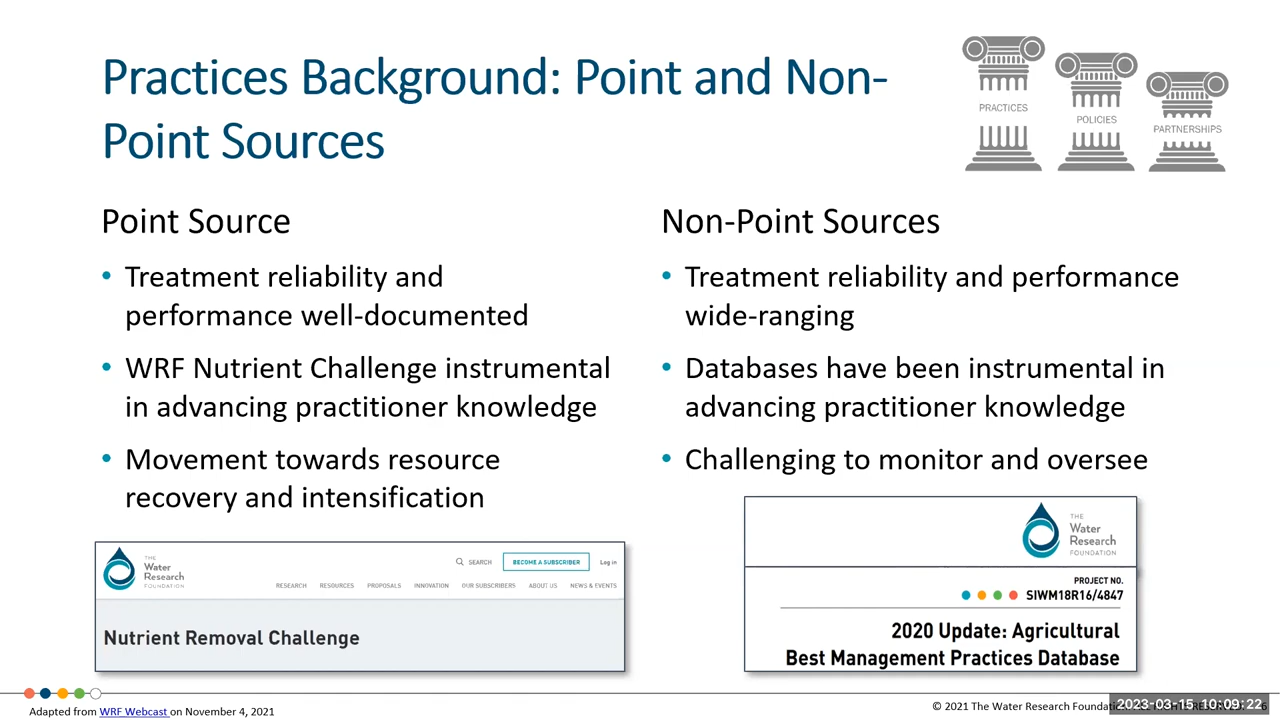 Practices Background: Point and Non-
Point Sources
PRACTICES
POLICIES
PARTNERSHIPS
Point Source
• Treatment reliability and
performance well-documented
• WRF Nutrient Challenge instrumental
in advancing practitioner knowledge
• Movement towards resource
recovery and intensification
THE
Water
Research
FOUNDATION
SEARCH
BECOME A SUBSCRIBER
Log in
RESEARCH RESOURCES PROPOSALS INNOVATION OUR SUBSCRIBERS ABOUT US NEWS & EVENTS
Nutrient Removal Challenge
Non-Point Sources
• Treatment reliability and performance
wide-ranging
• Databases have been instrumental in
advancing practitioner knowledge
• Challenging to monitor and oversee
THE
Water
Research
FOUNDATION
PROJECT NO.
SIWM18R16/4847
2020 Update: Agricultural
Best Management Practices Database
Adapted from WRF Webcast on November 4, 2021
© 2021 The Water Research Foundation
2023-03-15 10:09:22
6